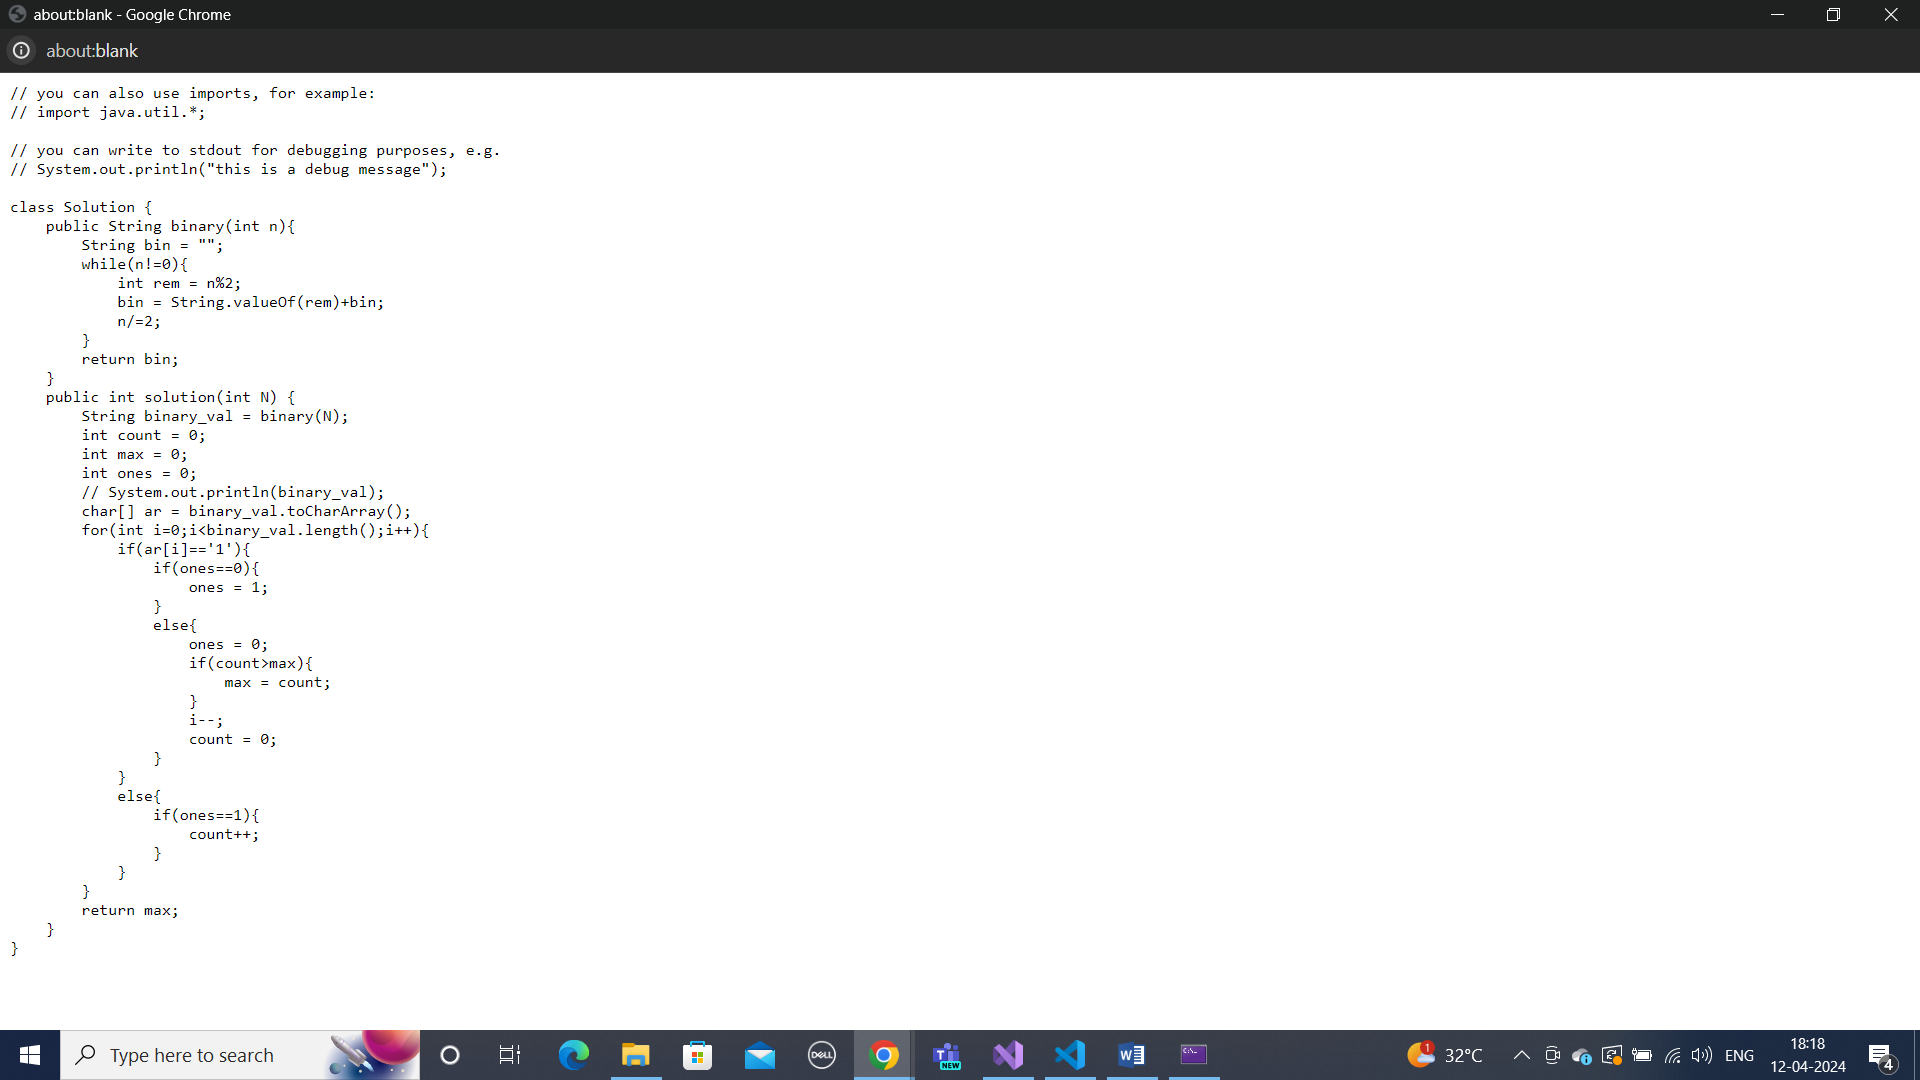 about:blank - Google Chrome
about:blank
// you can also use imports, for example:
// import java.util.*;
// you can write to stdout for debugging purposes, e.g.
// System.out.println("this is a debug message");
class Solution {
    public String binary(int n){
        String bin = "";
        while(n!=0){
            int rem = n%2;
            bin = String.valueOf(rem)+bin;
            n/=2;
        }
        return bin;
    }
    public int solution(int N) {
        String binary_val = binary(N);
        int count = 0;
        int max = 0;
        int ones = 0;
        // System.out.println(binary_val);
        char[] ar = binary_val.toCharArray();
        for(int i=0;i<binary_val.length();i++){
            if(ar[i]=='1'){
                if(ones==0){
                    ones = 1;
                }
                else{
                    ones = 0;
                    if(count>max){
                        max = count;
                    }
                    i--;
                    count = 0;
                }
            }
            else{
                if(ones==1){
                    count++;
                }
            }
        }
        return max;
    }
}
Type here to search
DELL
T
NEW
W
C:\.
1
32°C
ENG
18:18
12-04-2024
4